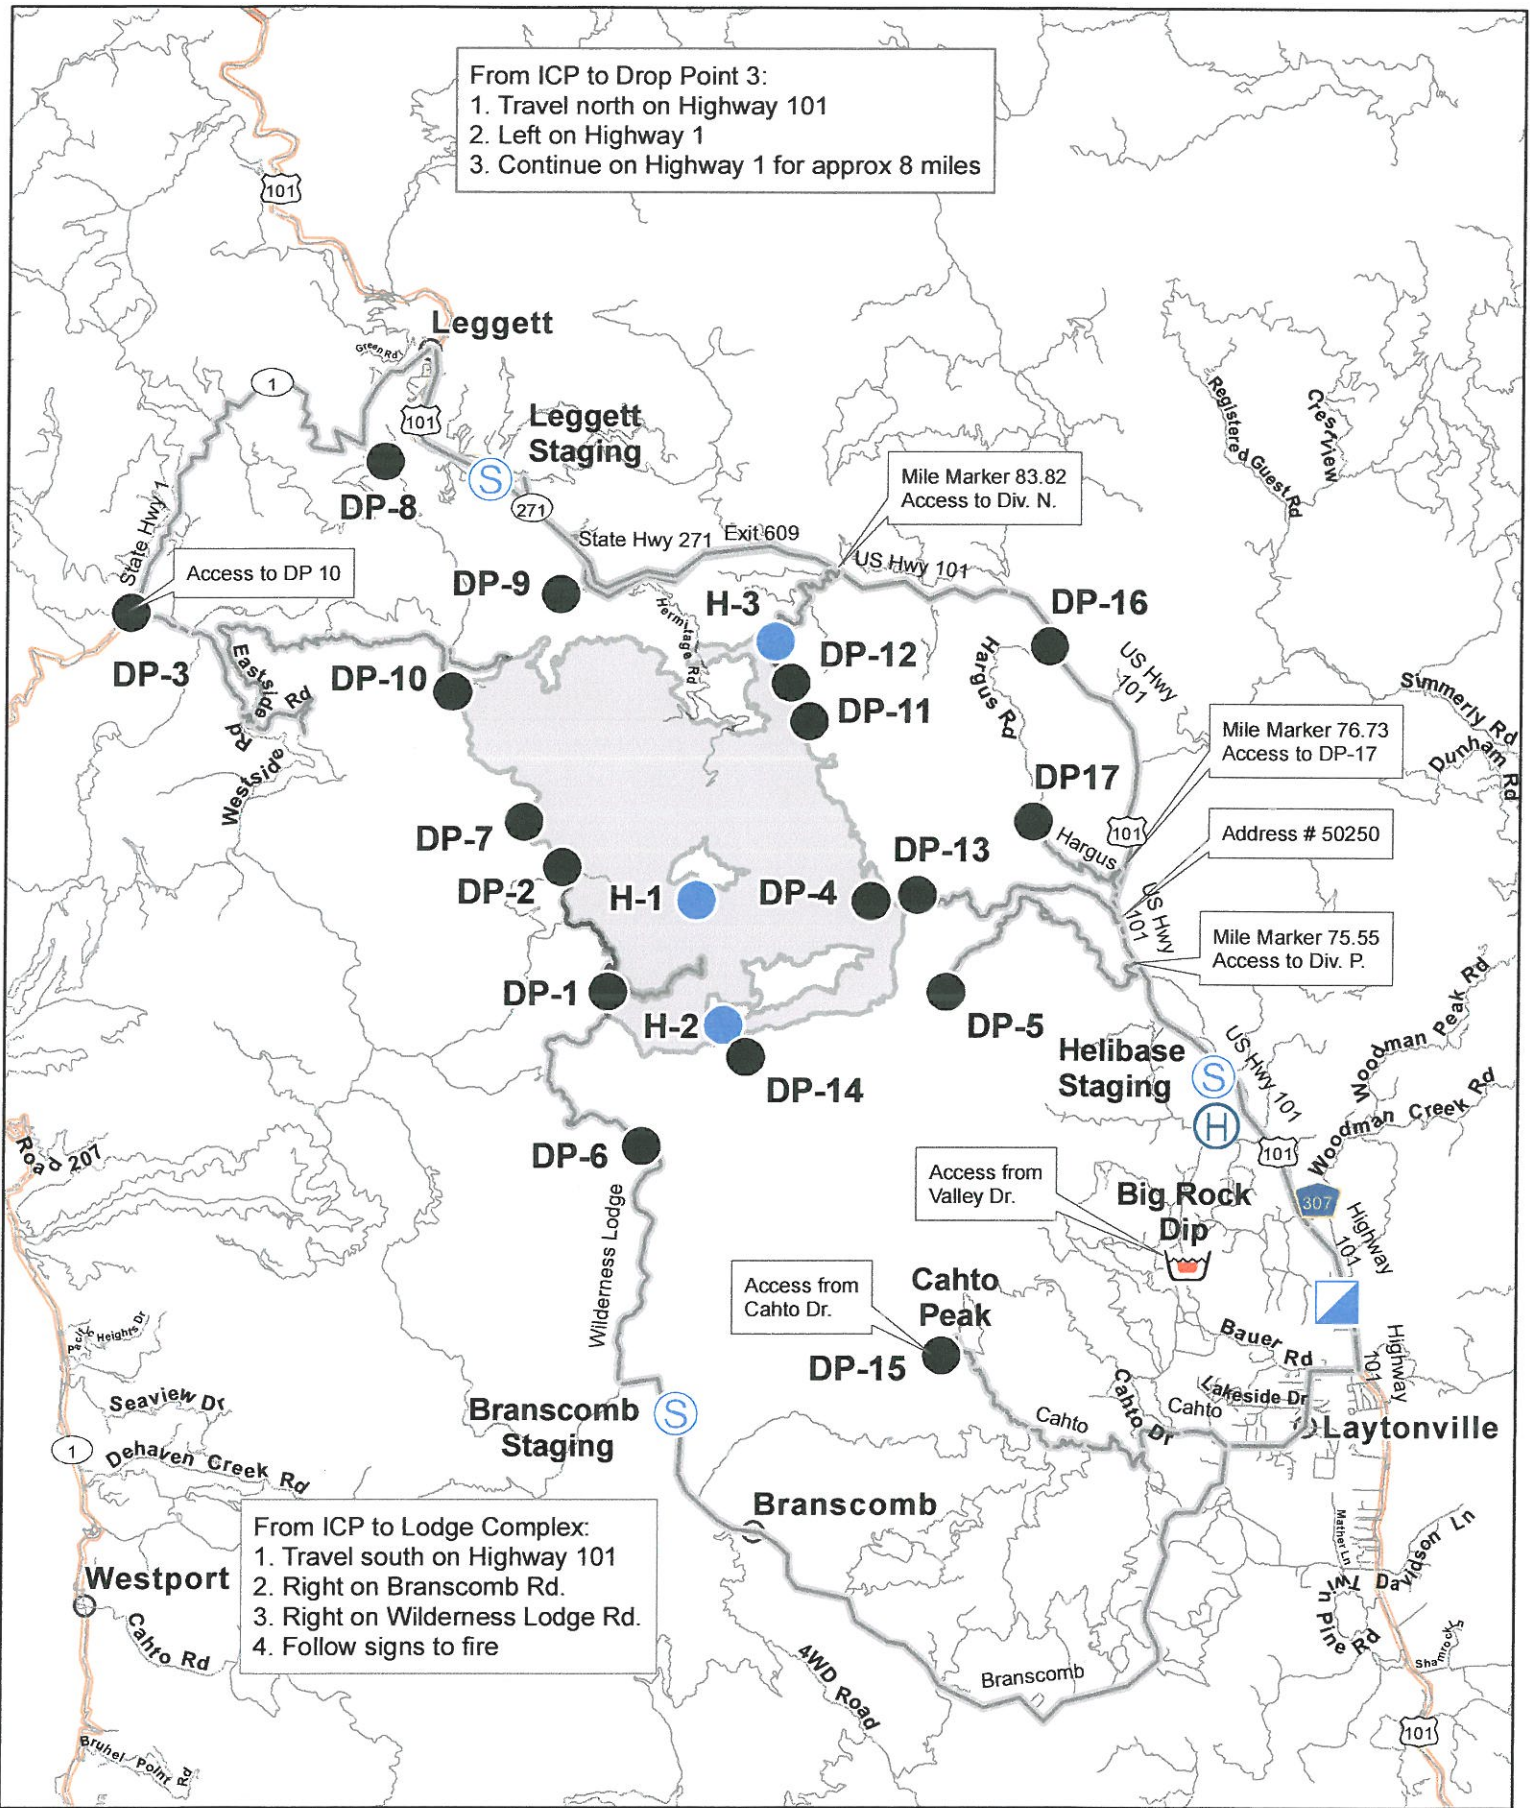 From ICP to Drop Point 3:
1. Travel north on Highway 101
2. Left on Highway 1
3. Continue on Highway 1 for approx 8 miles
101
Leggett
Green Rd
1
101
Leggett
Staging
S
DP-8
271
State Hwy 271
Exit 609
Mile Marker 83.82
Access to Div. N.
US Hwy 101
Registered Guest Rd
Crestview
State Hwy 1
Access to DP 10
DP-3
DP-9
H-3
Hermitage Rd
DP-16
DP-12
DP-11
DP-10
Eastside Rd
Rd
Westside
Hargus Rd
US Hwy
101
Simmerly Rd
Dunham Rd
Mile Marker 76.73
Access to DP-17
DP17
101
Hargus
Address # 50250
DP-7
DP-2
H-1
DP-4
DP-13
US Hwy
101
Mile Marker 75.55
Access to Div. P.
DP-1
H-2
DP-5
DP-14
Helibase
Staging
S
H
US Hwy 101
101
Woodman Peak Rd
Woodman Creek Rd
Road 207
DP-6
Wilderness Lodge
Access from
Valley Dr.
Big Rock
Dip
307
Highway
101
Access from
Cahto Dr.
Cahto
Peak
DP-15
Bauer Rd
Highway
101
Lakeside Dr
Cahto
Cahto Dr
Cahto
Laytonville
Pacific Heights Dr
Seaview Dr
1
Dehaven Creek Rd
Branscomb
Staging
S
Branscomb
From ICP to Lodge Complex:
1. Travel south on Highway 101
2. Right on Branscomb Rd.
3. Right on Wilderness Lodge Rd.
4. Follow signs to fire
Westport
Cahto Rd
4WD Road
Branscomb
Mather Ln
Davidson Ln
Twin Pine Rd
Shamrock
101
Bruhel Point Rd